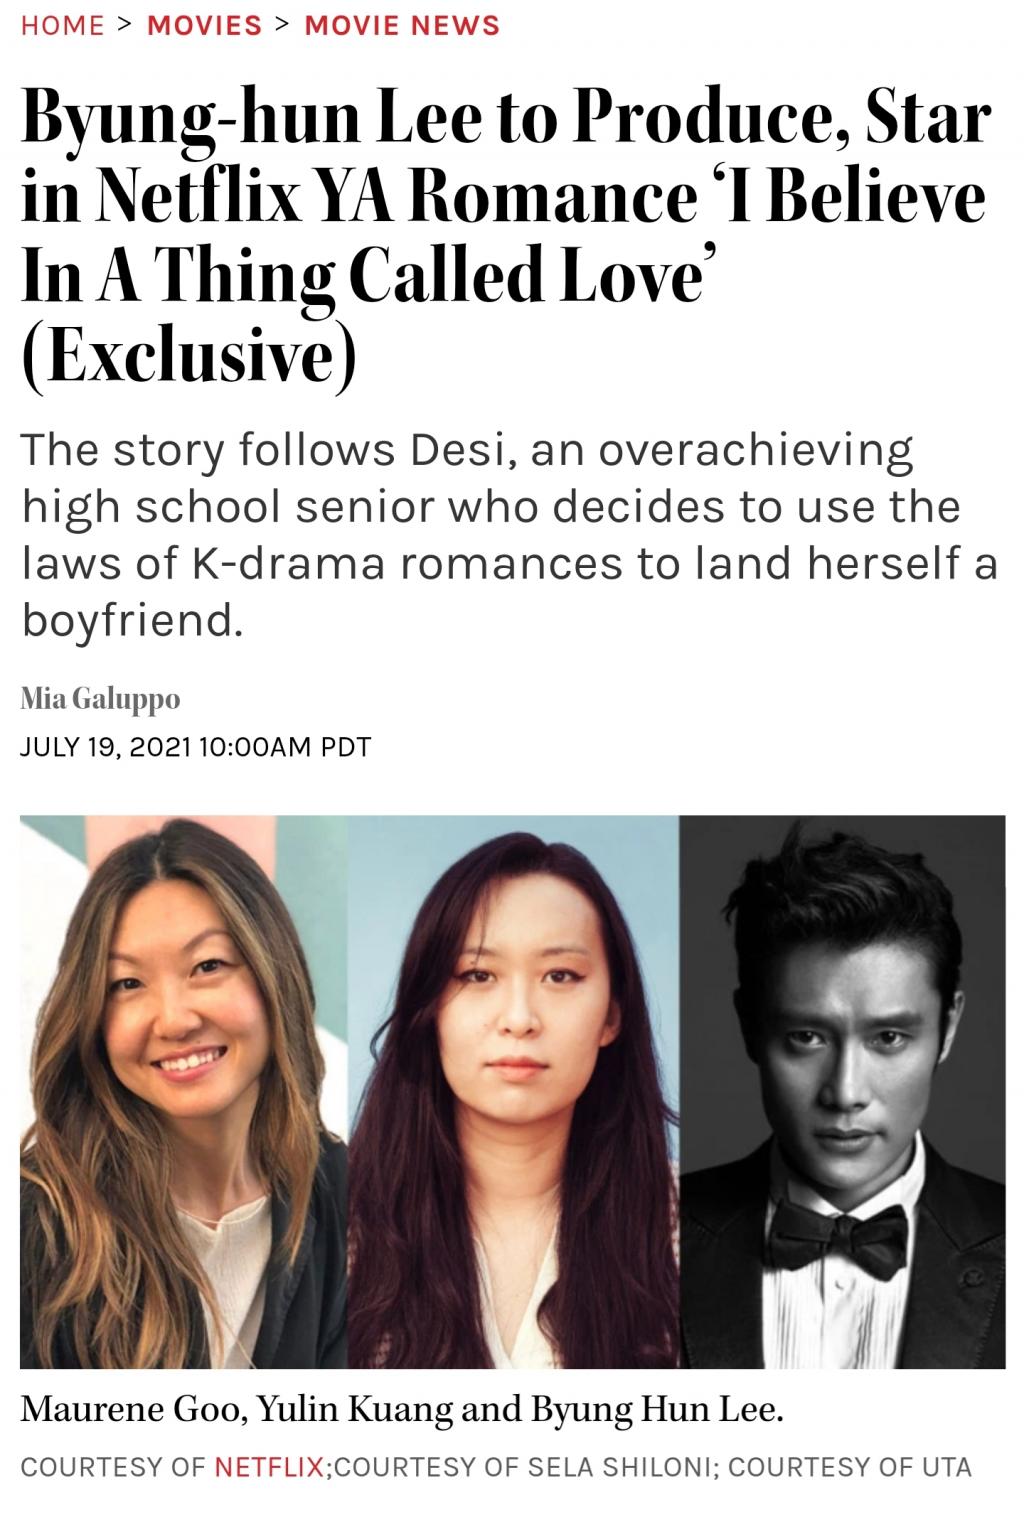 HOME > MOVIES > MOVIE NEWS
Byung-hun Lee to Produce, Star
in Netflix YA Romance ‘I Believe
In A Thing Called Love’
(Exclusive)
The story follows Desi, an overachieving
high school senior who decides to use the
laws of K-drama romances to land herself a
boyfriend.
Mia Galuppo
JULY 19, 2021 10:00AM PDT
Maurene Goo, Yulin Kuang and Byung Hun Lee.
COURTESY OF NETFLIX;COURTESY OF SELA SHILONI; COURTESY OF UTA